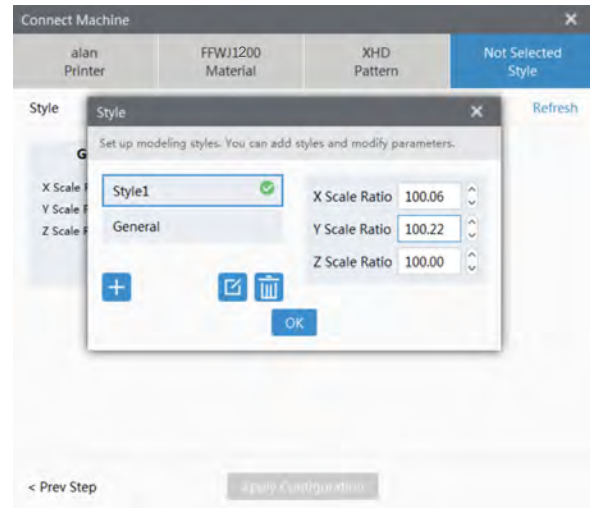 Connect Machine
alan
Printer
FFWJ1200
Material
XHD
Pattern
Not Selected
Style
Style
Refresh
Style
Set up modeling styles. You can add styles and modify parameters.
G
X Scale
Y Scale
Z Scale
Style1
General
X Scale Ratio 100.06
Y Scale Ratio 100.22
Z Scale Ratio 100.00
OK
< Prev Step
Apply Configuration